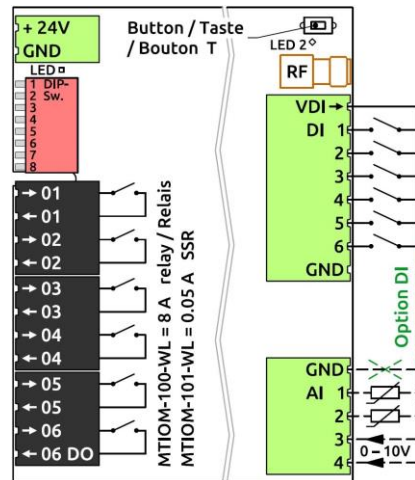 + 24V
GND
Button / Taste
/ Bouton T
LED 2
RF
LED
1 DIP-
2 Sw.
3
4
5
6
7
8
→ 01
← 01
→ 02
← 02
→ 03
← 03
→ 04
← 04
→ 05
← 05
→ 06
← 06 DO
MTIOM-100-WL = 8 A relay / Relais
MTIOM-101-WL = 0.05 A SSR
VDI →
DI 1
2
3
4
5
6
GND
Option DI
GND
AI 1
2
3
4
0 – 10V